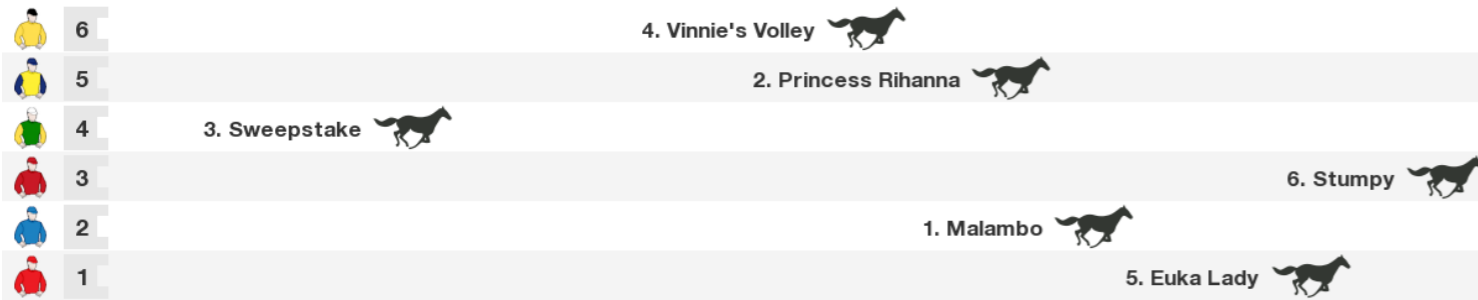 6 4. Vinnie's Volley
5 2. Princess Rihanna
4 3. Sweepstake
3 6. Stumpy
2 1. Malambo
1 5. Euka Lady